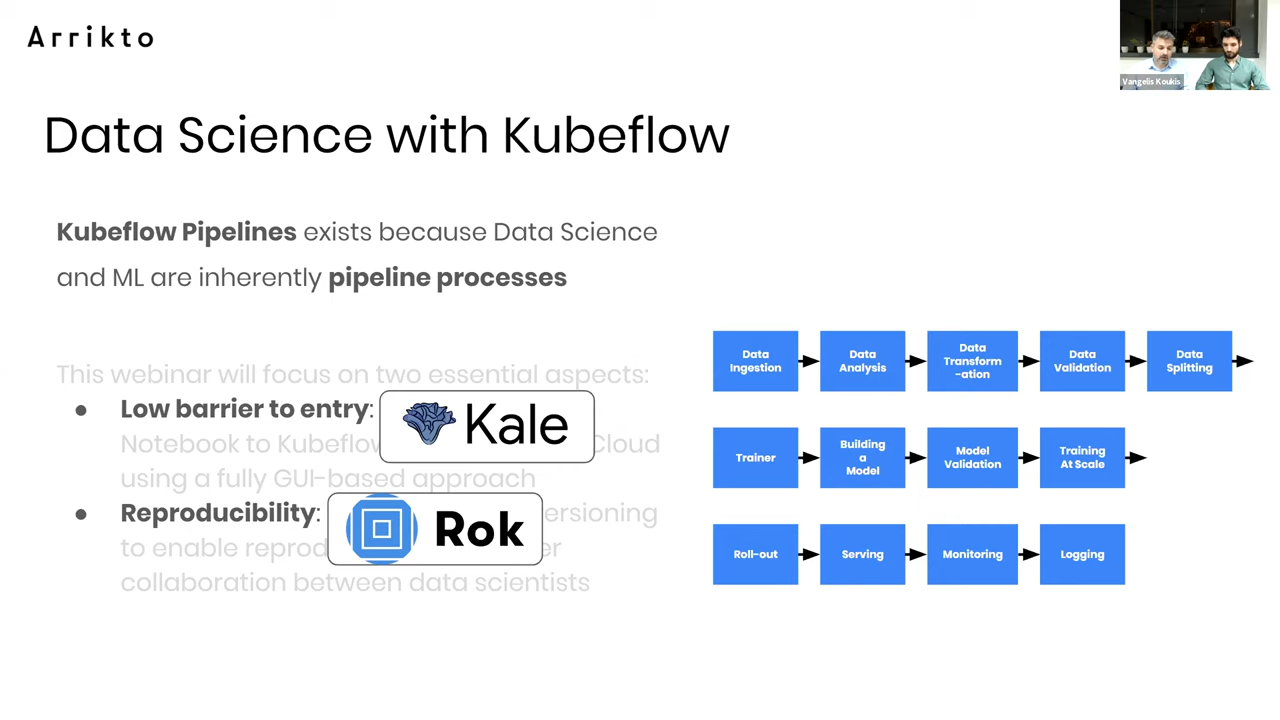 Arrikto
Vangelis Koukis
Data Science with Kubeflow
Kubeflow Pipelines exists because Data Science
and ML are inherently pipeline processes
This webinar will focus on two essential aspects:
● Low barrier to entry: Kale
Notebook to Kubeflow Cloud
using a fully GUI-based approach
● Reproducibility: Rok
to enable
collaboration between data scientists
Data
Ingestion
Data
Analysis
Data
Transform
-ation
Data
Validation
Data
Splitting
Trainer
Building
a
Model
Model
Validation
Training
At Scale
Roll-out
Serving
Monitoring
Logging